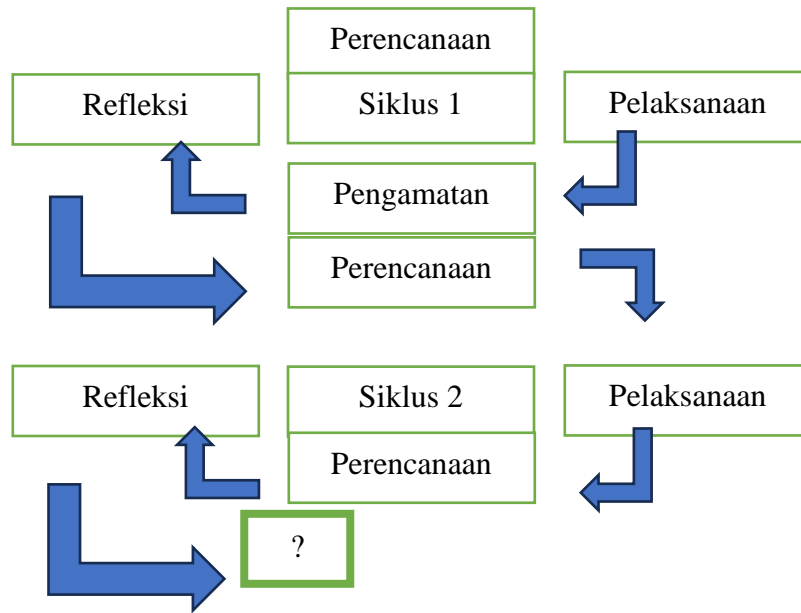 Perencanaan
Refleksi
Siklus 1
Pelaksanaan
Pengamatan
Perencanaan
Refleksi
Siklus 2
Pelaksanaan
Perencanaan
?